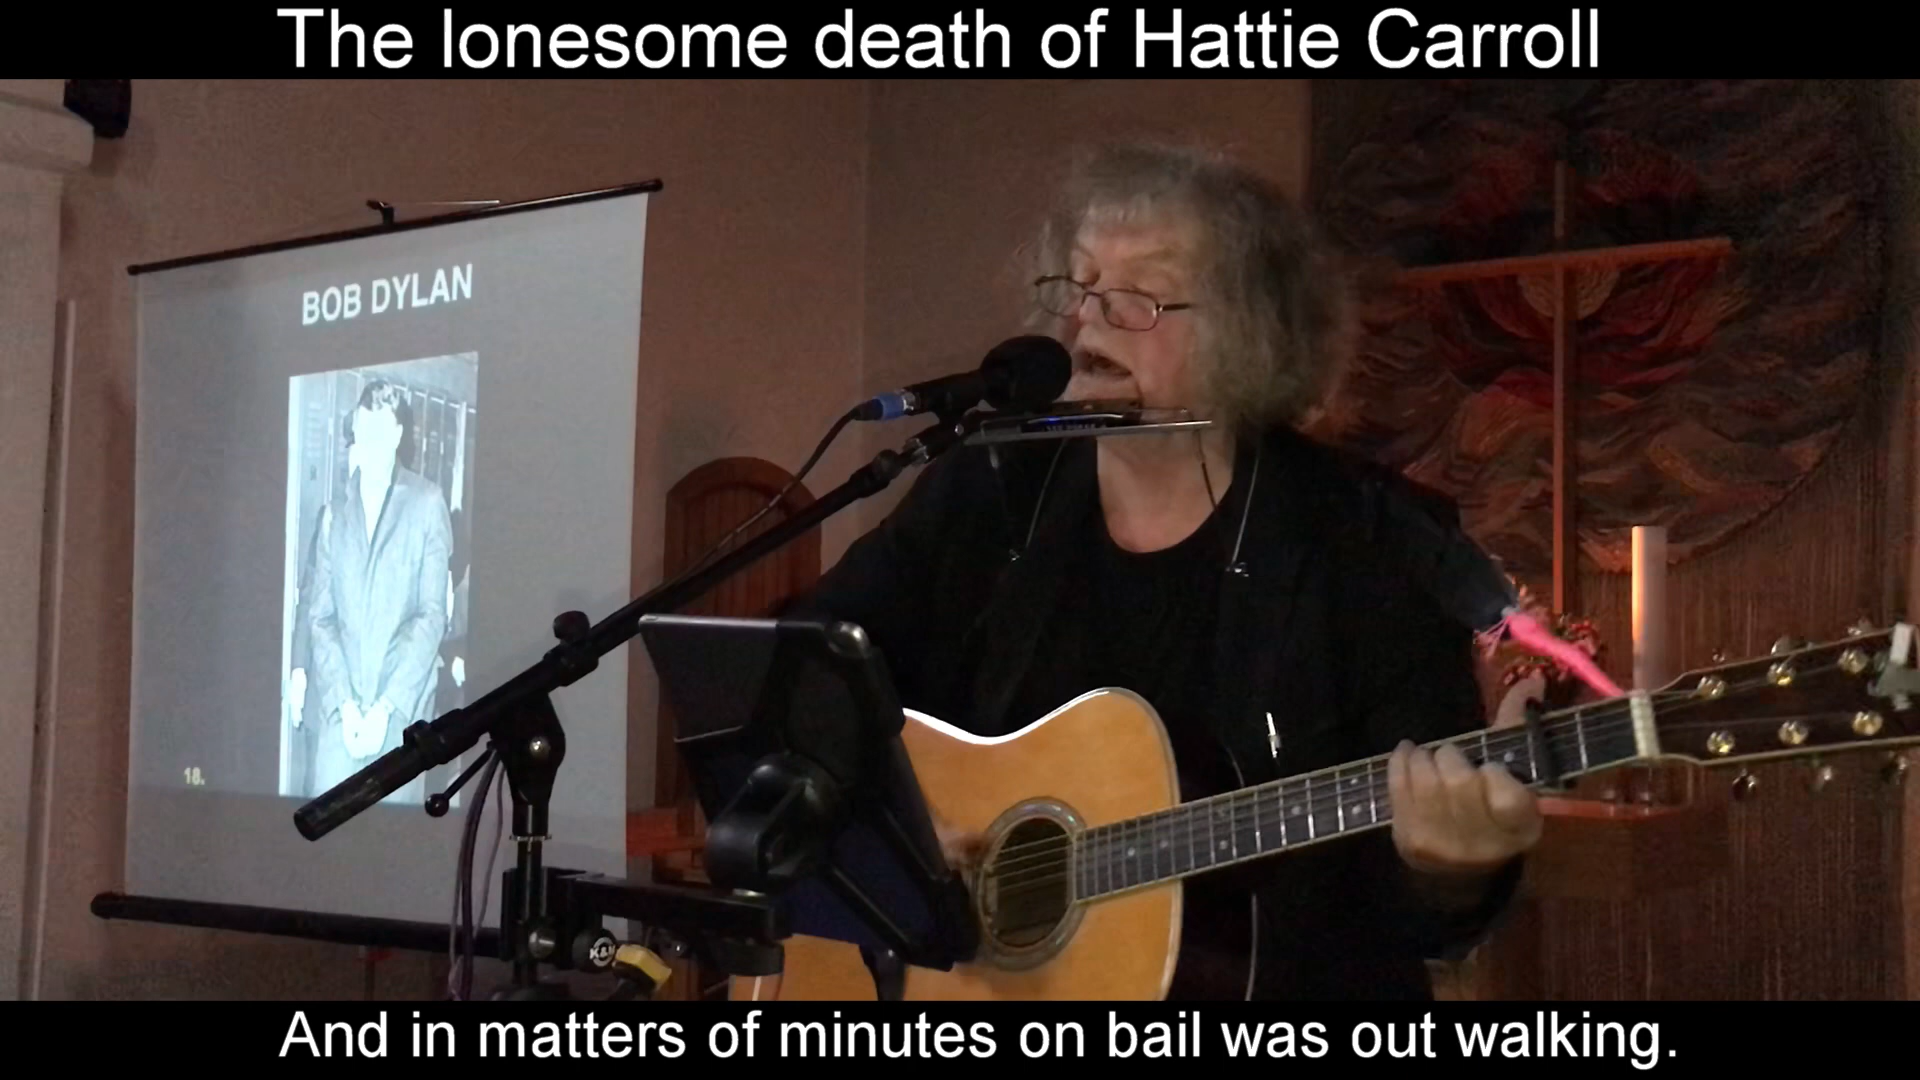 The lonesome death of Hattie Carroll
BOB DYLAN
18.
K&M
And in matters of minutes on bail was out walking.